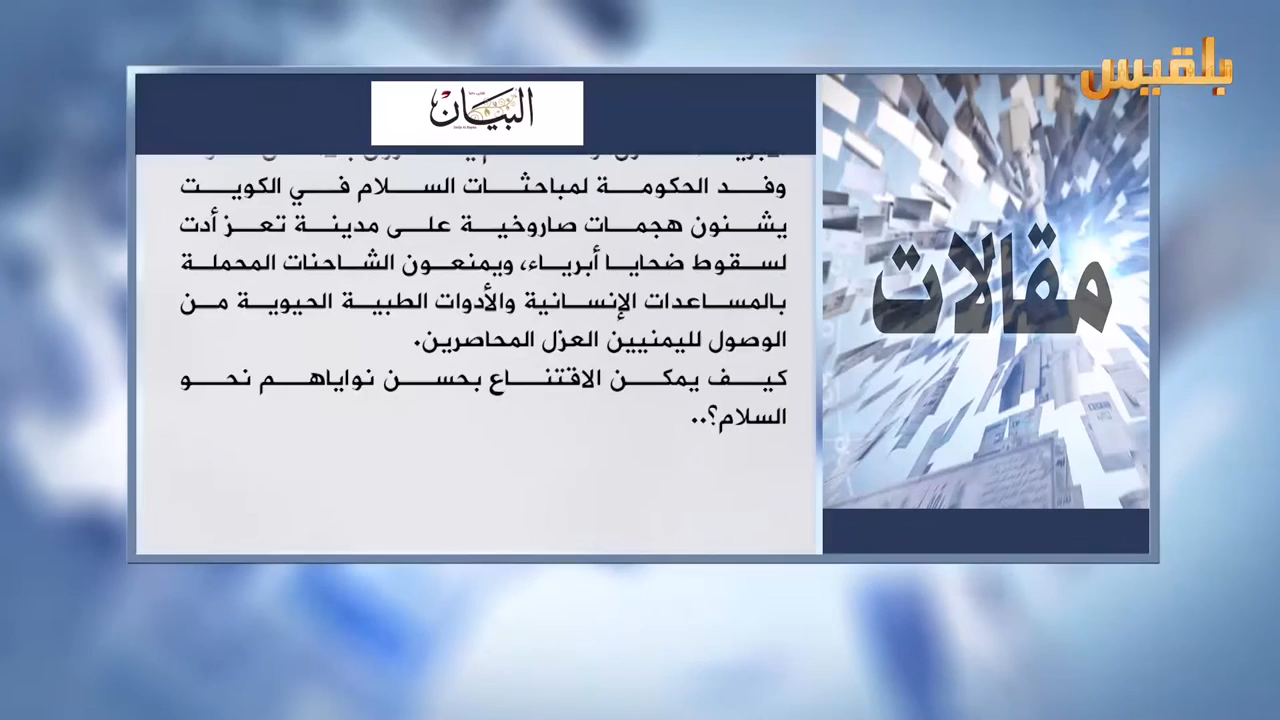 بلقيس
البيان
وفد الحكومة لمباحثات السلام في الكويت
يشنون هجمات صاروخية على مدينة تعز أدت
لسقوط ضحايا أبرياء، ويمنعون الشاحنات المحملة
بالمساعدات الإنسانية والأدوات الطبية الحيوية من
الوصول لليمنيين العزل المحاصرين.
كيف يمكن الاقتناع بحسن نواياهم نحو
السلام؟..
مقالات